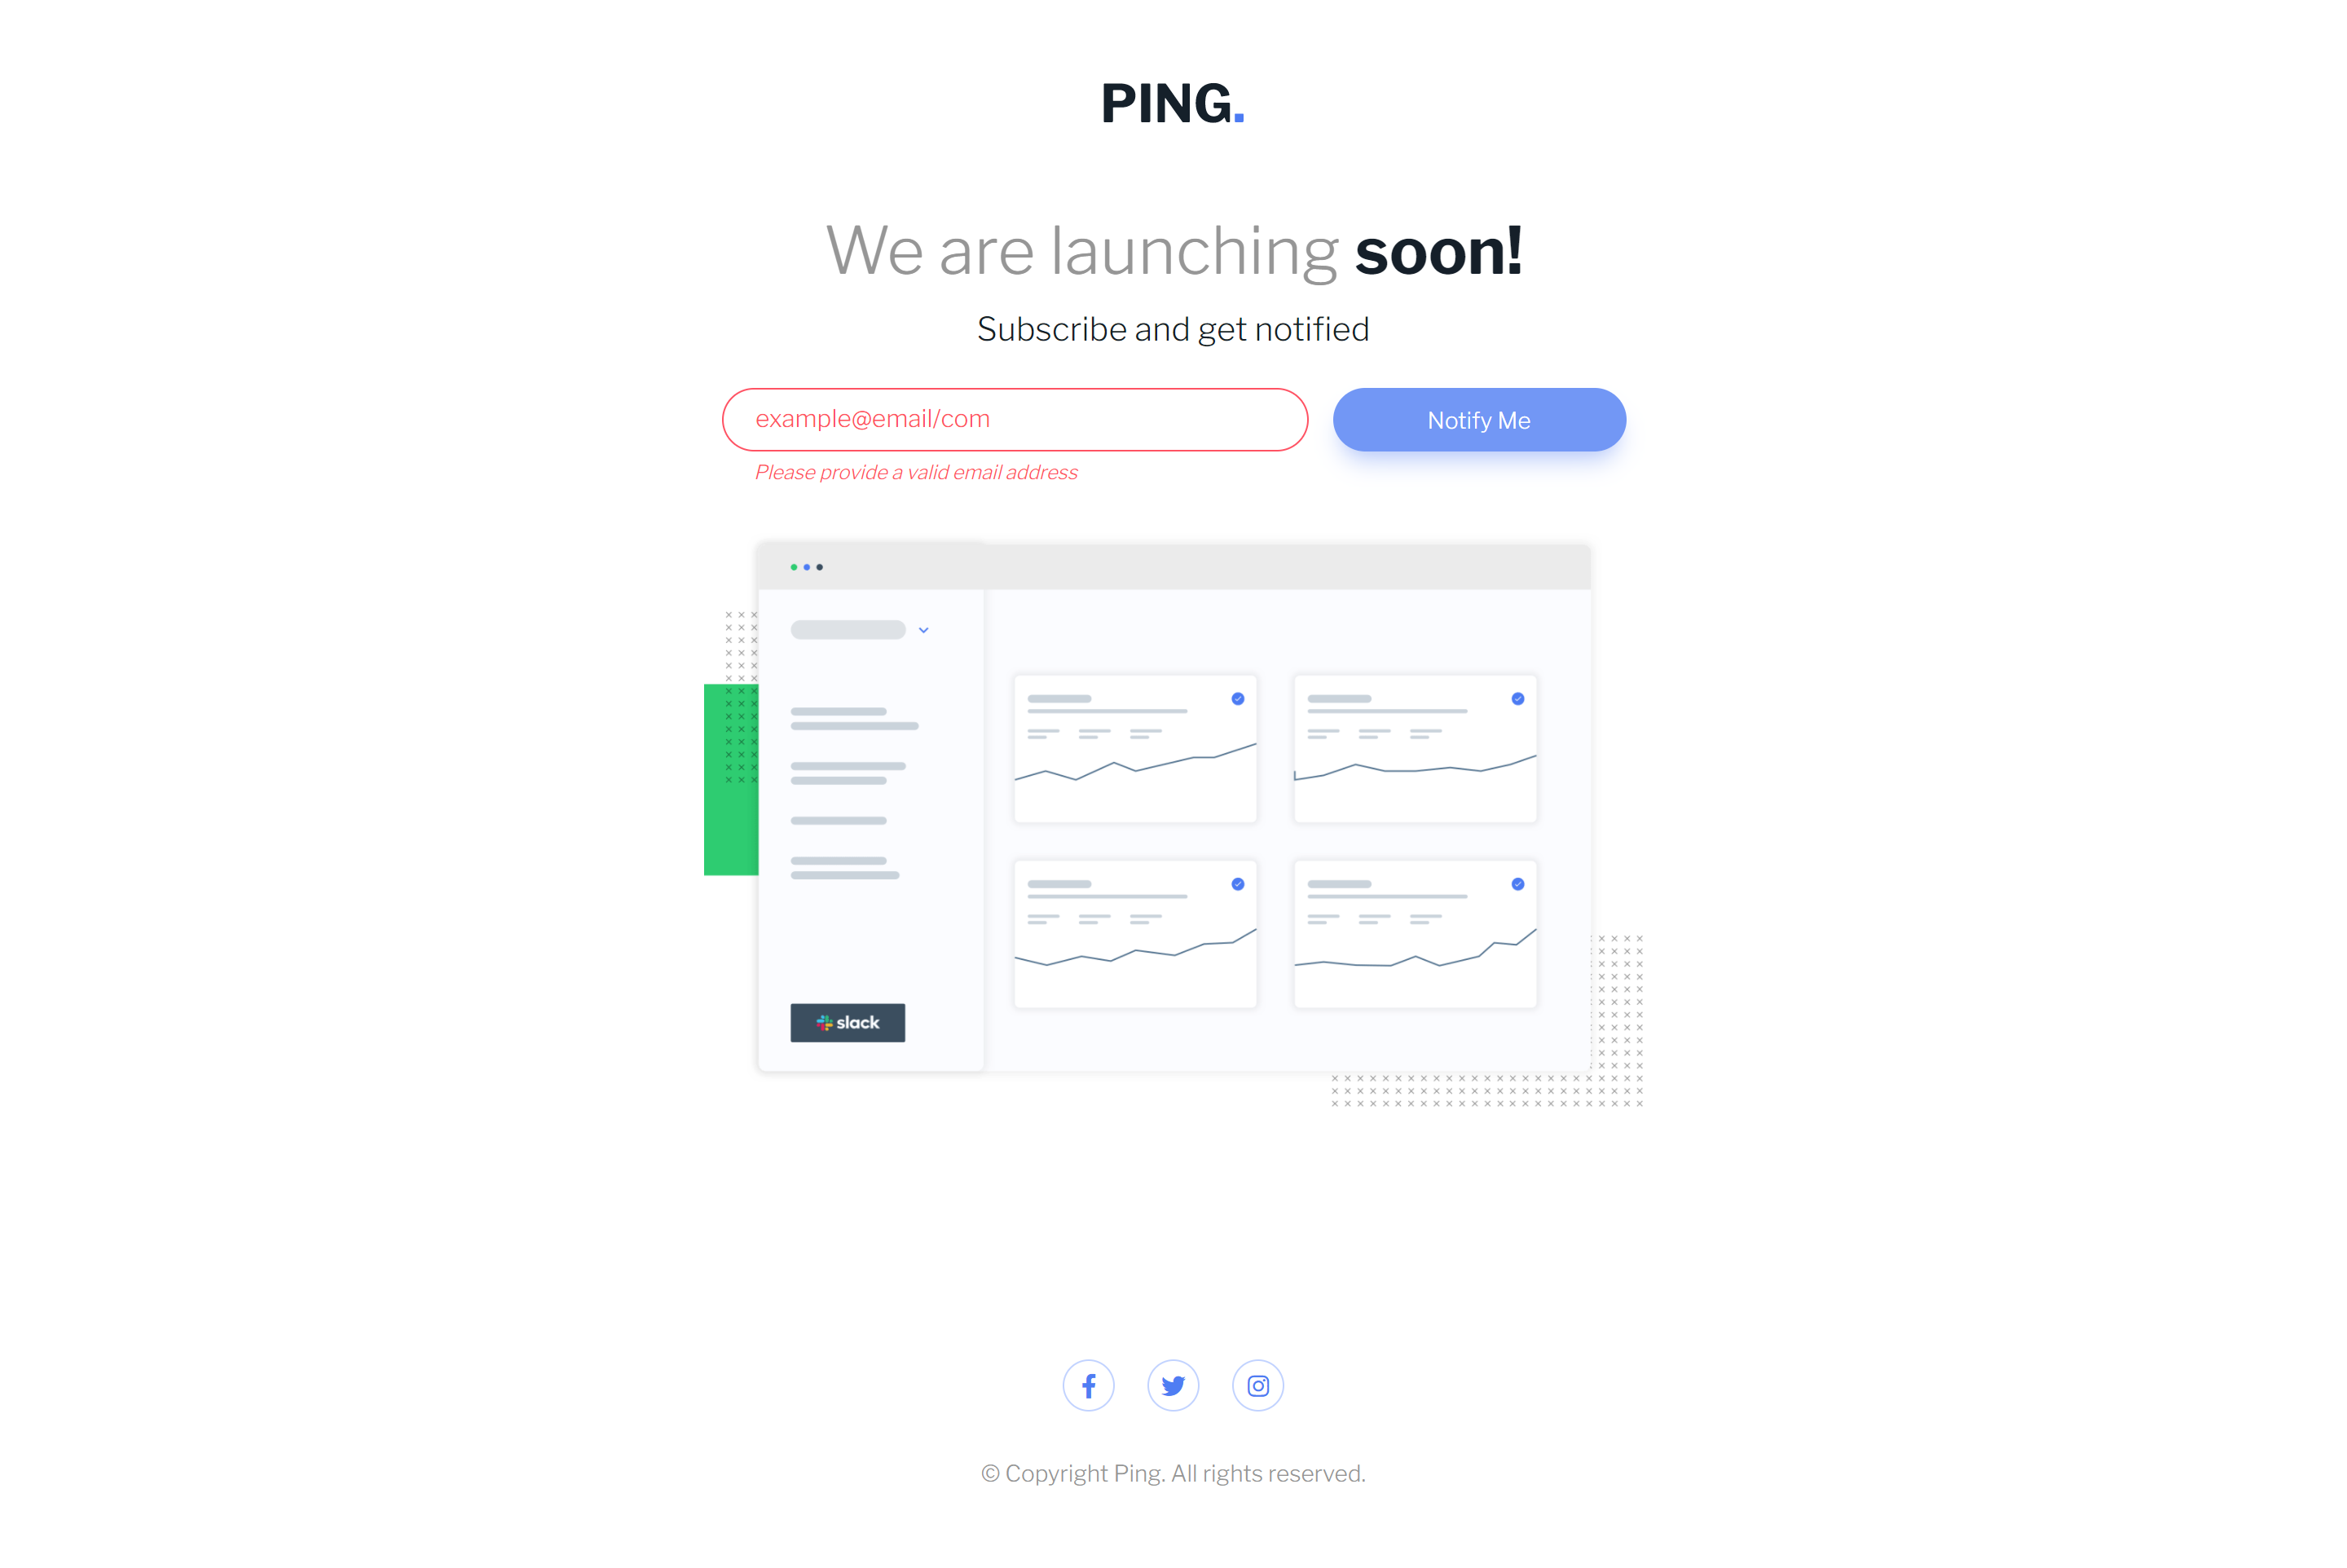 PING.
We are launching soon!
Subscribe and get notified
example@email/com
Notify Me
Please provide a valid email address
slack
© Copyright Ping. All rights reserved.